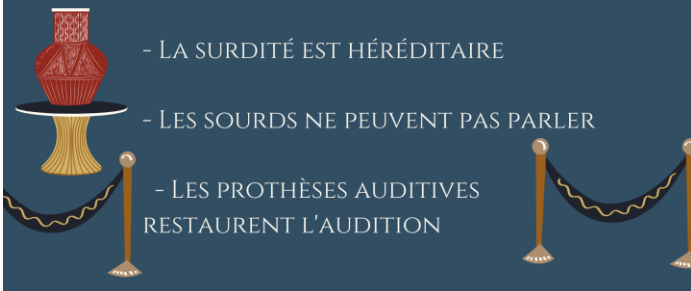 - La surdité est héréditaire
- Les sourds ne peuvent pas parler
- Les prothèses auditives
restaurent l'audition